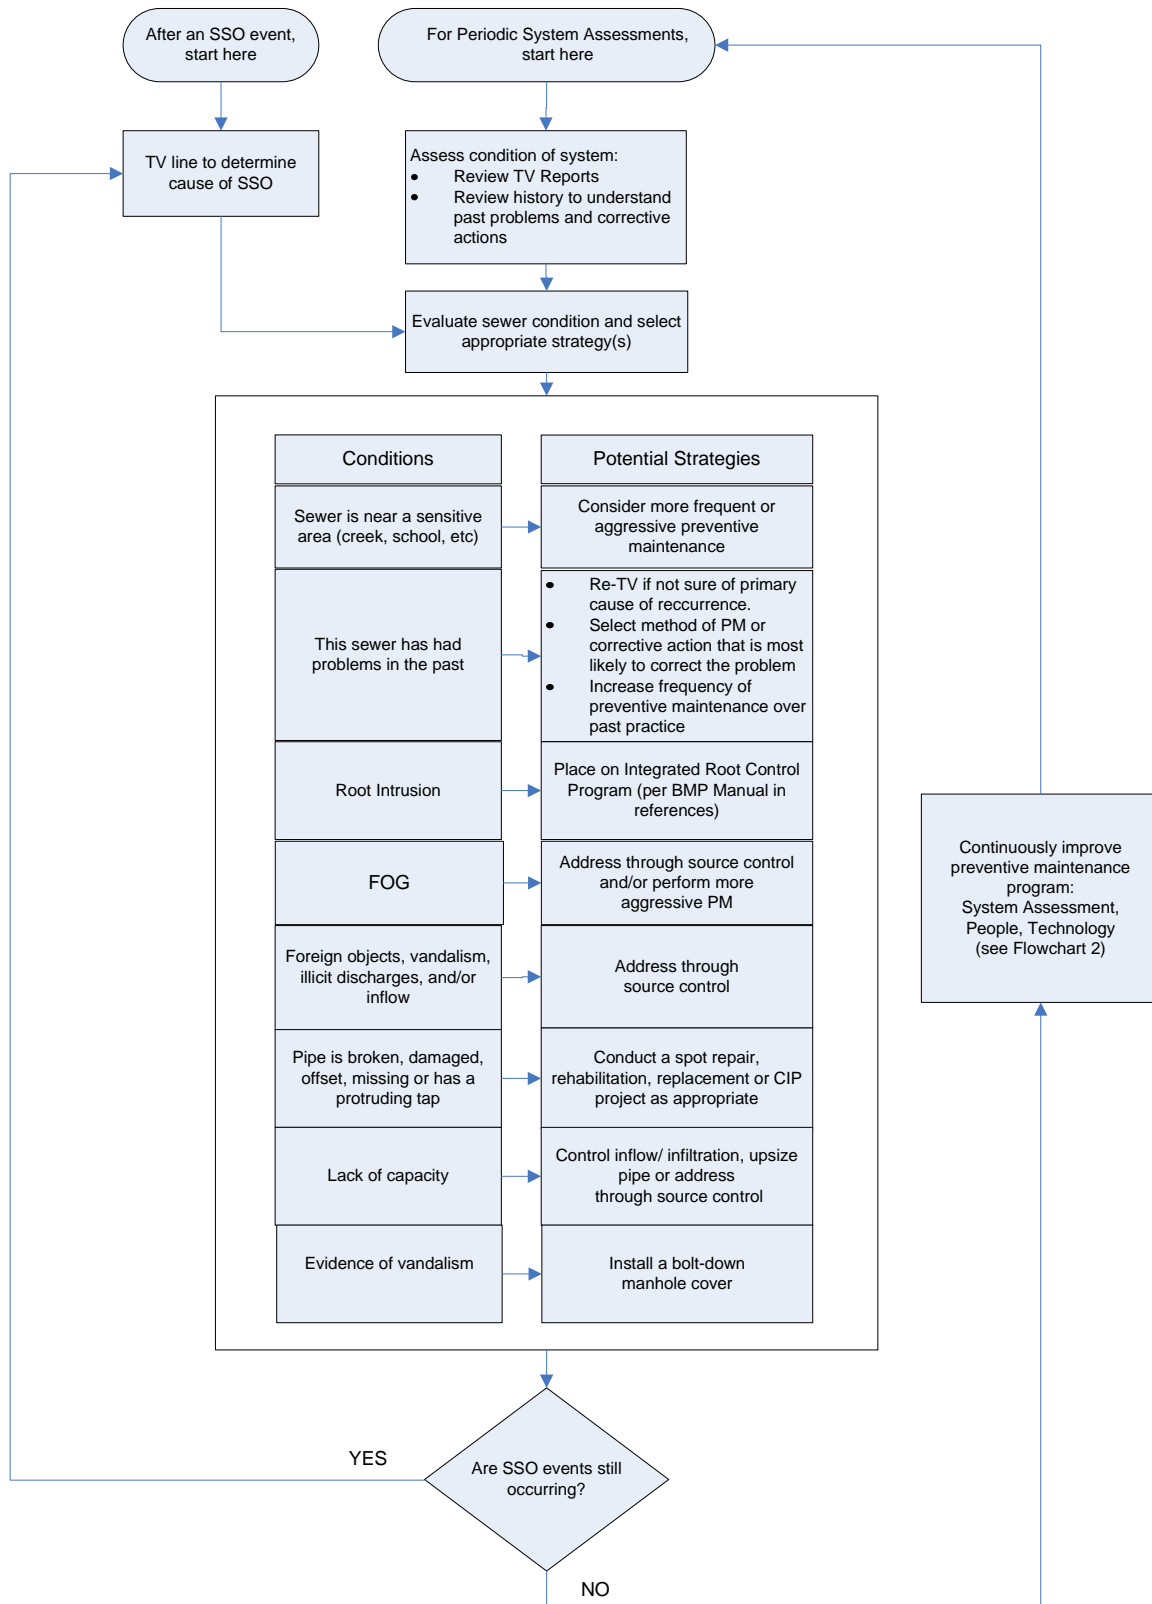 After an SSO event,
start here
For Periodic System Assessments,
start here
TV line to determine
cause of SSO
Assess condition of system:
• Review TV Reports
• Review history to understand
past problems and corrective
actions
Evaluate sewer condition and select
appropriate strategy(s)
Conditions
Potential Strategies
Sewer is near a sensitive
area (creek, school, etc)
Consider more frequent or
aggressive preventive
maintenance
This sewer has had
problems in the past
• Re-TV if not sure of primary
cause of reccurrence.
• Select method of PM or
corrective action that is most
likely to correct the problem
• Increase frequency of
preventive maintenance over
past practice
Root Intrusion
Place on Integrated Root Control
Program (per BMP Manual in
references)
FOG
Address through source control
and/or perform more
aggressive PM
Foreign objects, vandalism,
illicit discharges, and/or
inflow
Address through
source control
Pipe is broken, damaged,
offset, missing or has a
protruding tap
Conduct a spot repair,
rehabilitation, replacement or CIP
project as appropriate
Lack of capacity
Control inflow/ infiltration, upsize
pipe or address
through source control
Evidence of vandalism
Install a bolt-down
manhole cover
Continuously improve
preventive maintenance
program:
System Assessment,
People, Technology
(see Flowchart 2)
YES
Are SSO events still
occurring?
NO